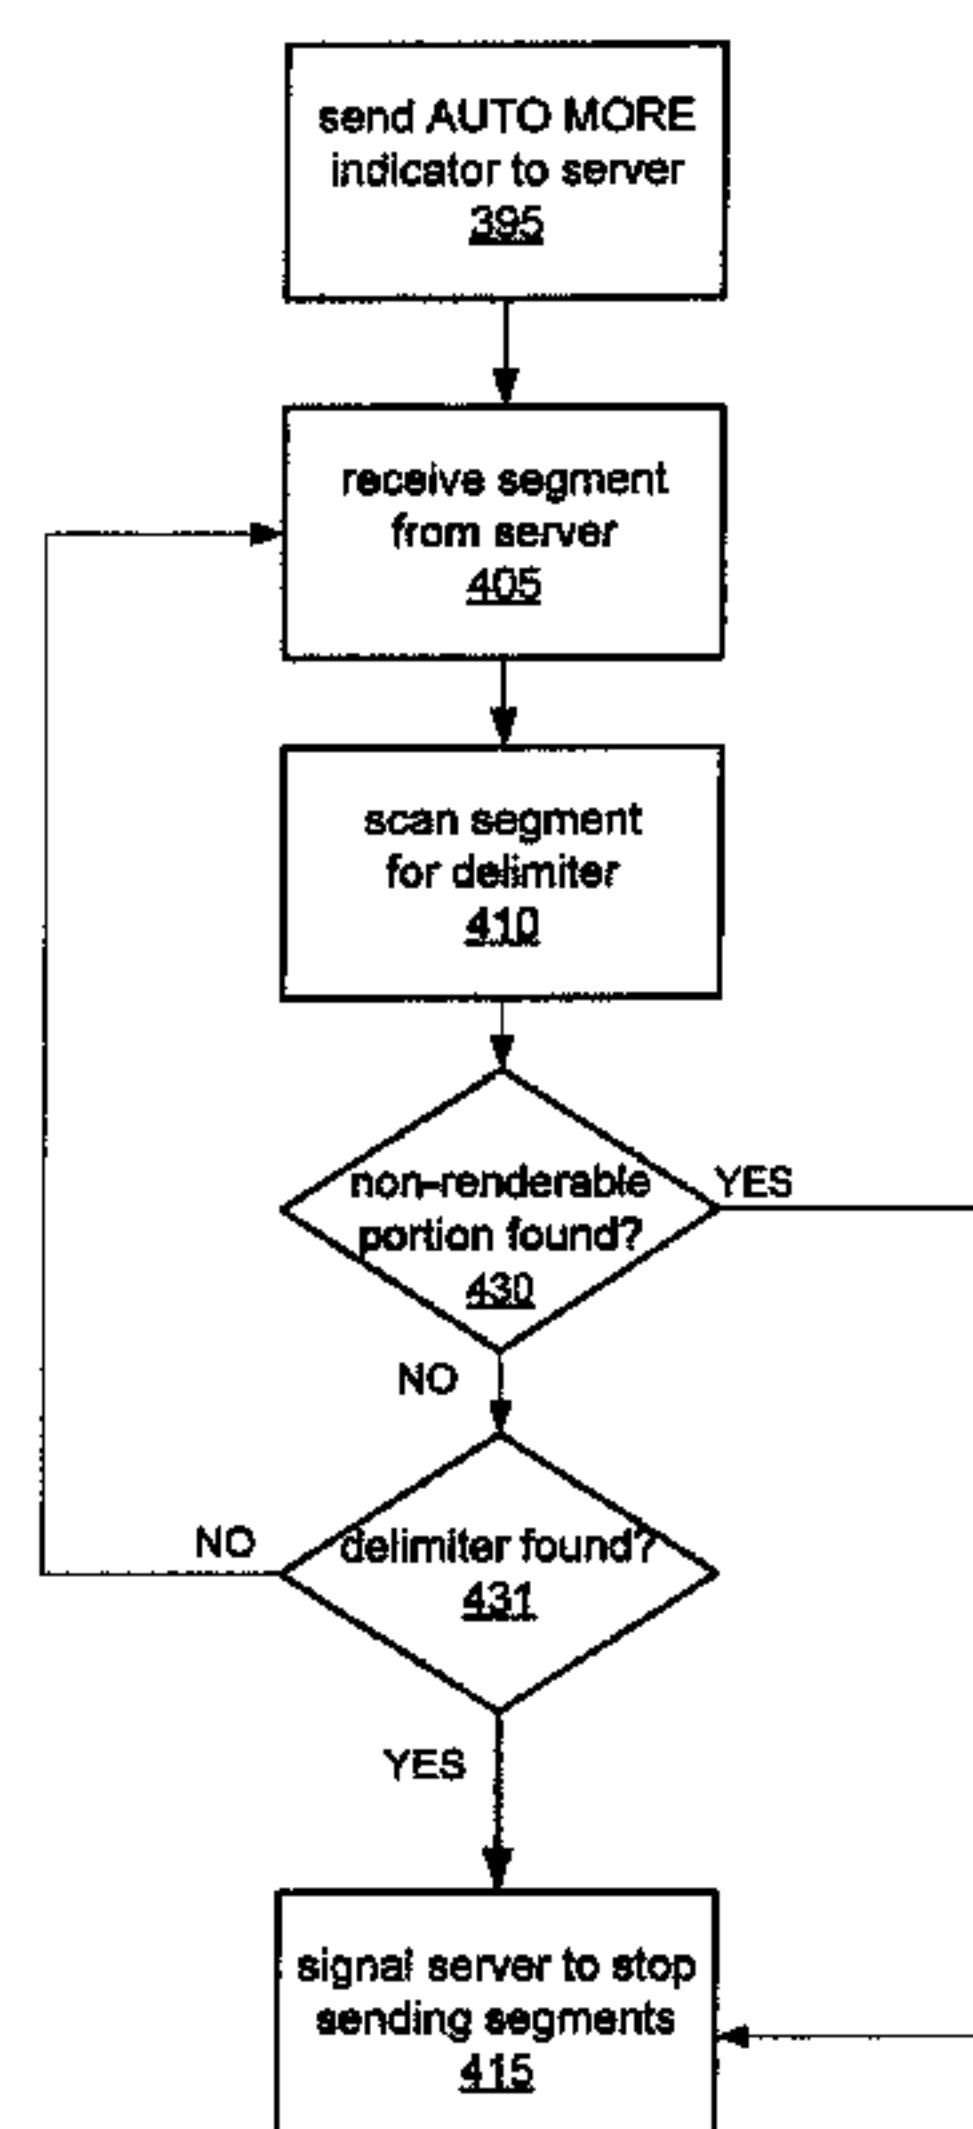 send AUTO MORE
indicator to server
395
receive segment
from server
405
scan segment
for delimiter
410
non-renderable
portion found?
430
YES
NO
delimiter found?
431
NO
YES
signal server to stop
sending segments
415